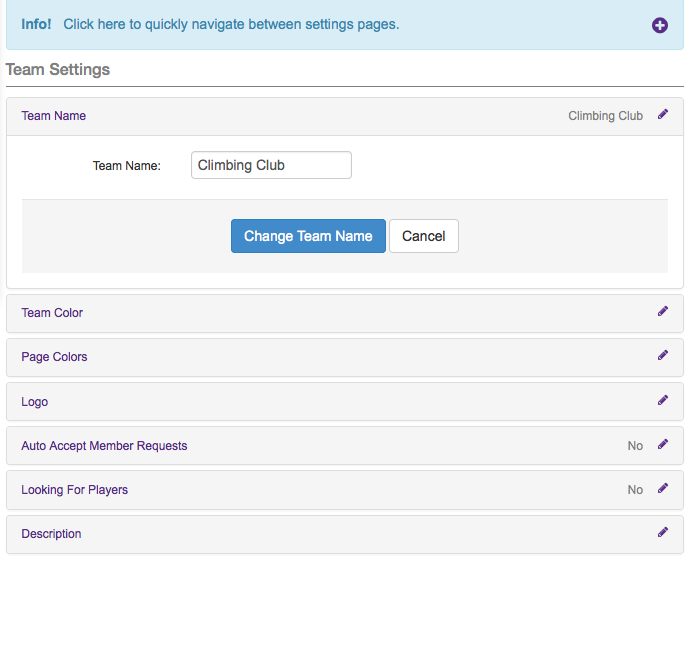 Info! Click here to quickly navigate between settings pages.
Team Settings
Team Name Climbing Club
Team Name: Climbing Club
Change Team Name Cancel
Team Color
Page Colors
Logo
Auto Accept Member Requests No
Looking For Players No
Description